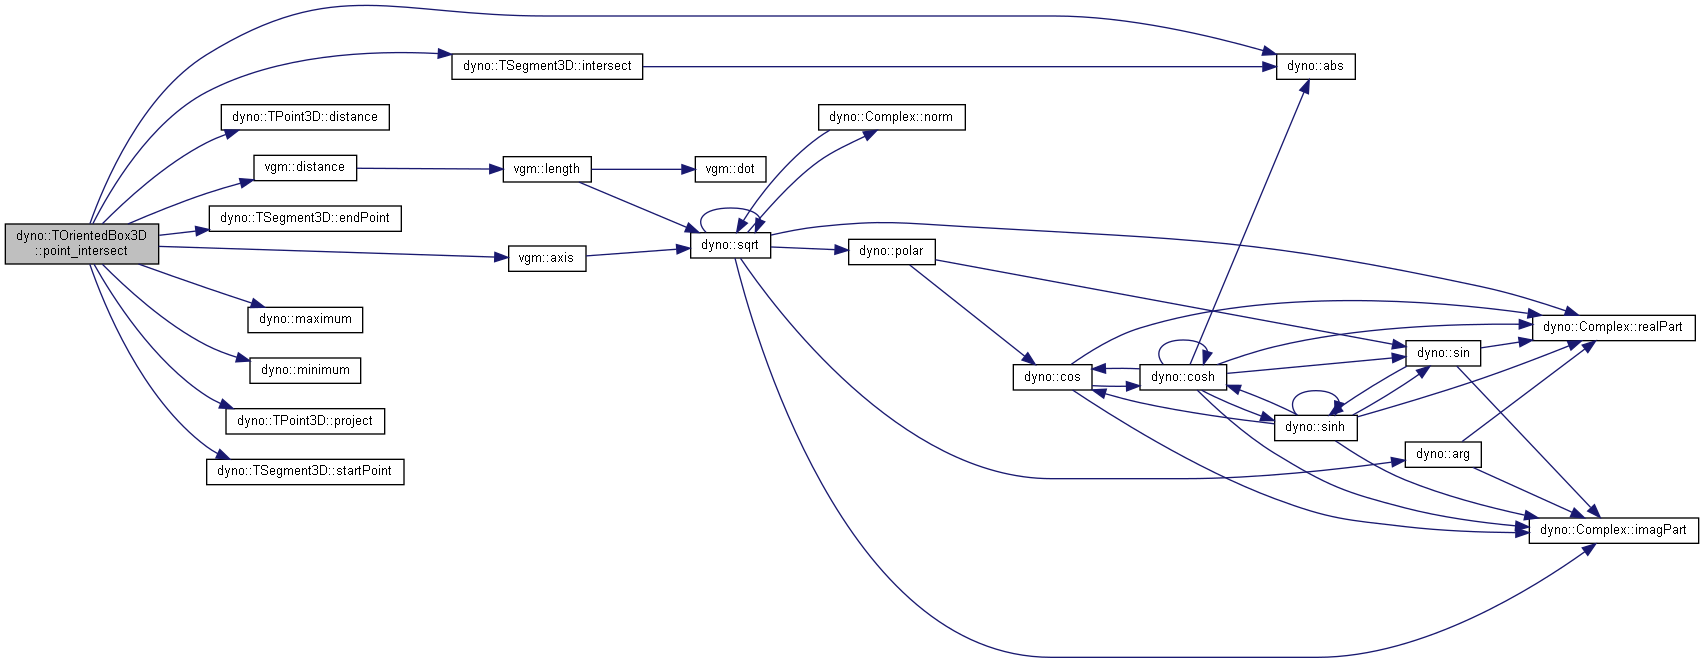 dyno::TOrientedBox3D
::point_intersect
dyno::TSegment3D::intersect
dyno::abs
dyno::TPoint3D::distance
dyno::Complex::norm
vgm::distance
vgm::length
vgm::dot
dyno::TSegment3D::endPoint
dyno::sqrt
dyno::polar
vgm::axis
dyno::maximum
dyno::Complex::realPart
dyno::sin
dyno::minimum
dyno::cos
dyno::cosh
dyno::TPoint3D::project
dyno::sinh
dyno::arg
dyno::TSegment3D::startPoint
dyno::Complex::imagPart